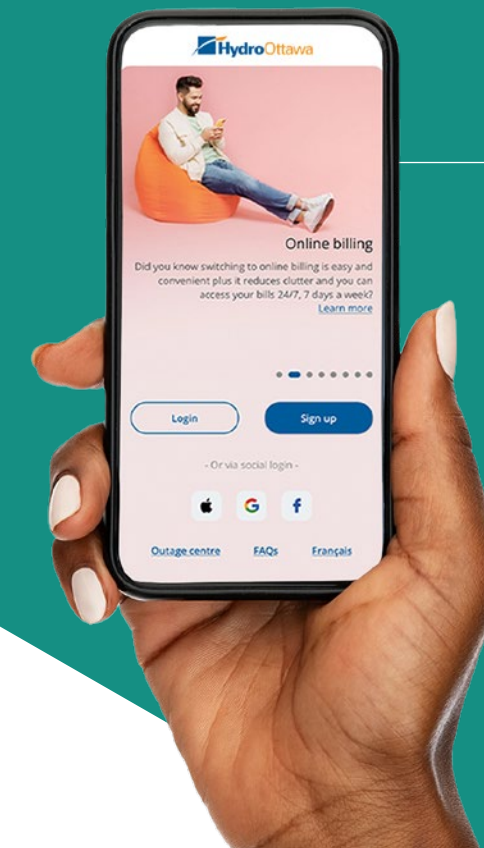 HydroOttawa
Online billing
Did you know switching to online billing is easy and
convenient plus it reduces clutter and you can
access your bills 24/7, 7 days a week?
Learn more
Login
Sign up
- Or via social login -
Outage centre FAQs Français